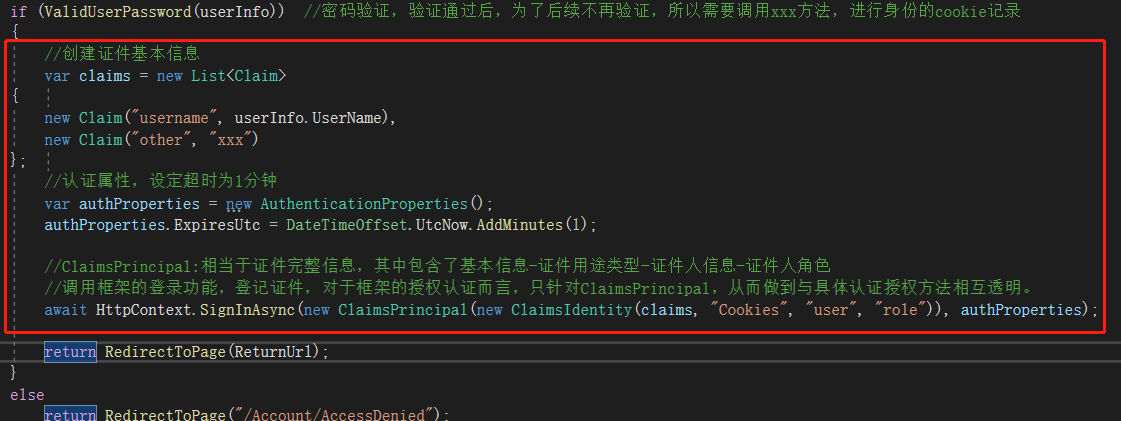 if (ValidUserPassword(userInfo))  //密码验证，验证通过后，为了后续不再验证，所以需要调用xxx方法，进行身份的cookie记录
{
//创建证件基本信息
var claims = new List<Claim>
{
new Claim("username", userInfo.UserName),
new Claim("other", "xxx")
};
//认证属性，设定超时为1分钟
var authProperties = new AuthenticationProperties();
authProperties.ExpiresUtc = DateTimeOffset.UtcNow.AddMinutes(1);
//ClaimsPrincipal:相当于证件完整信息，其中包含了基本信息-证件用途类型-证件人信息-证件人角色
//调用框架的登录功能，登记证件，对于框架的授权认证而言，只针对ClaimsPrincipal，从而做到与具体认证授权方法相互透明。
await HttpContext.SignInAsync(new ClaimsPrincipal(new ClaimsIdentity(claims, "Cookies", "user", "role")), authProperties);
return RedirectToPage(ReturnUrl);
}
else
return RedirectToPage("/Account/AccessDenied");